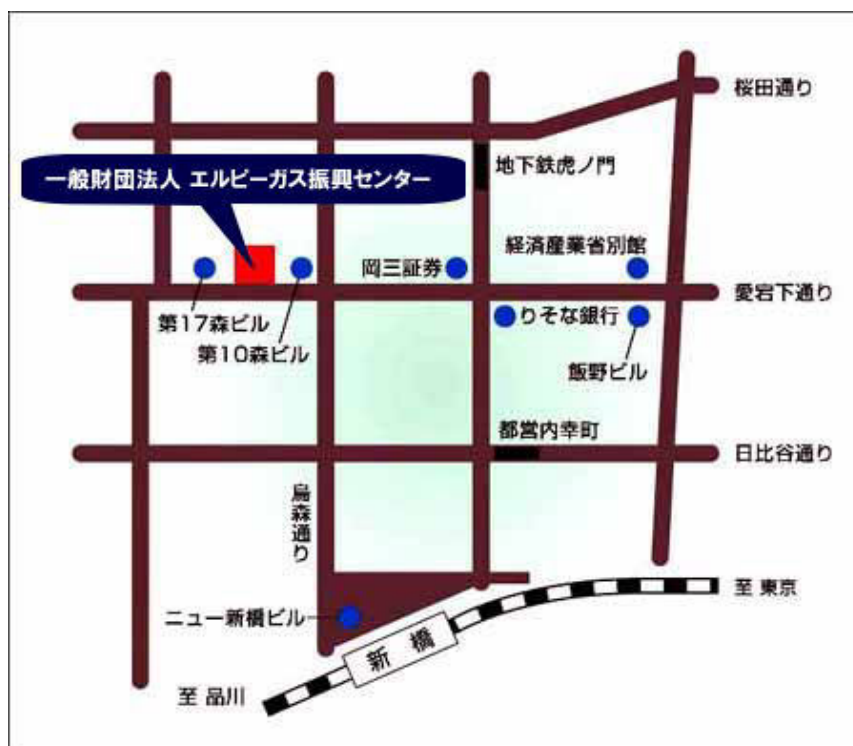 桜田通り
地下鉄虎ノ門
一般財団法人 エルピーガス振興センター
経済産業省別館
岡三証券
愛宕下通り
第17森ビル
りそな銀行
第10森ビル
飯野ビル
都営内幸町
日比谷通り
烏森通り
至 東京
ニュー新橋ビル
新橋
至 品川